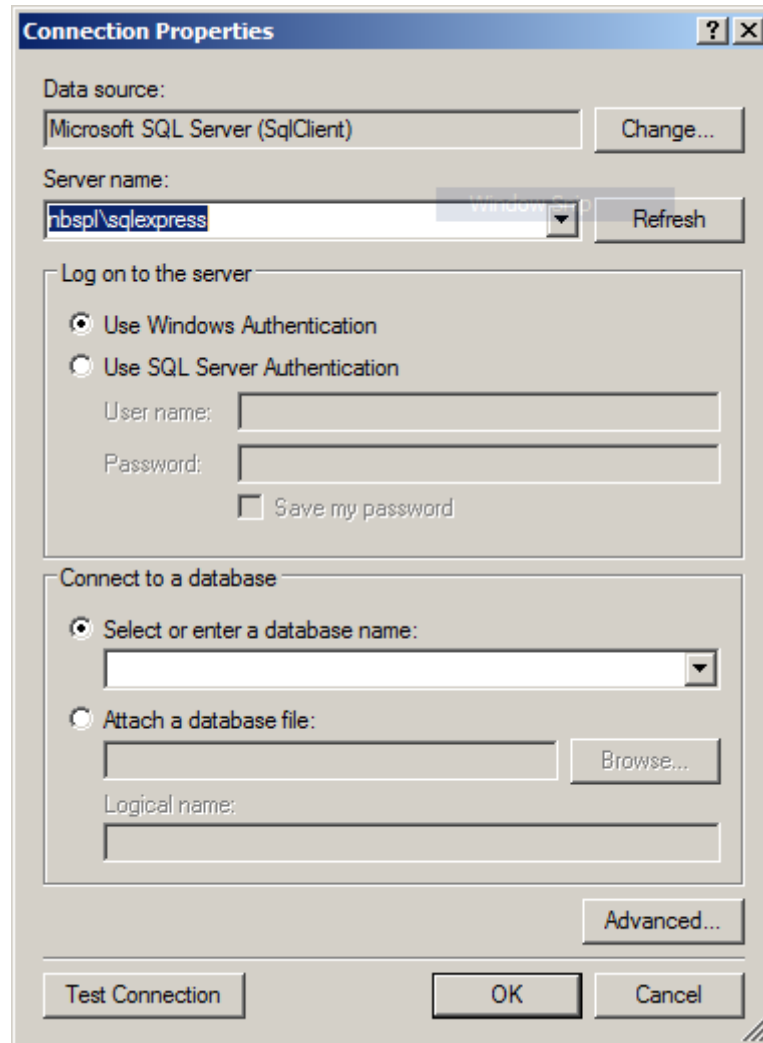 Connection Properties
Data source:
Microsoft SQL Server (SqlClient)
Change...
Server name:
Window Snip
nbspl\sqlexpress
Refresh
Log on to the server
Use Windows Authentication
Use SQL Server Authentication
User name:
Password:
Save my password
Connect to a database
Select or enter a database name:
Attach a database file:
Browse...
Logical name:
Advanced...
Test Connection
OK
Cancel